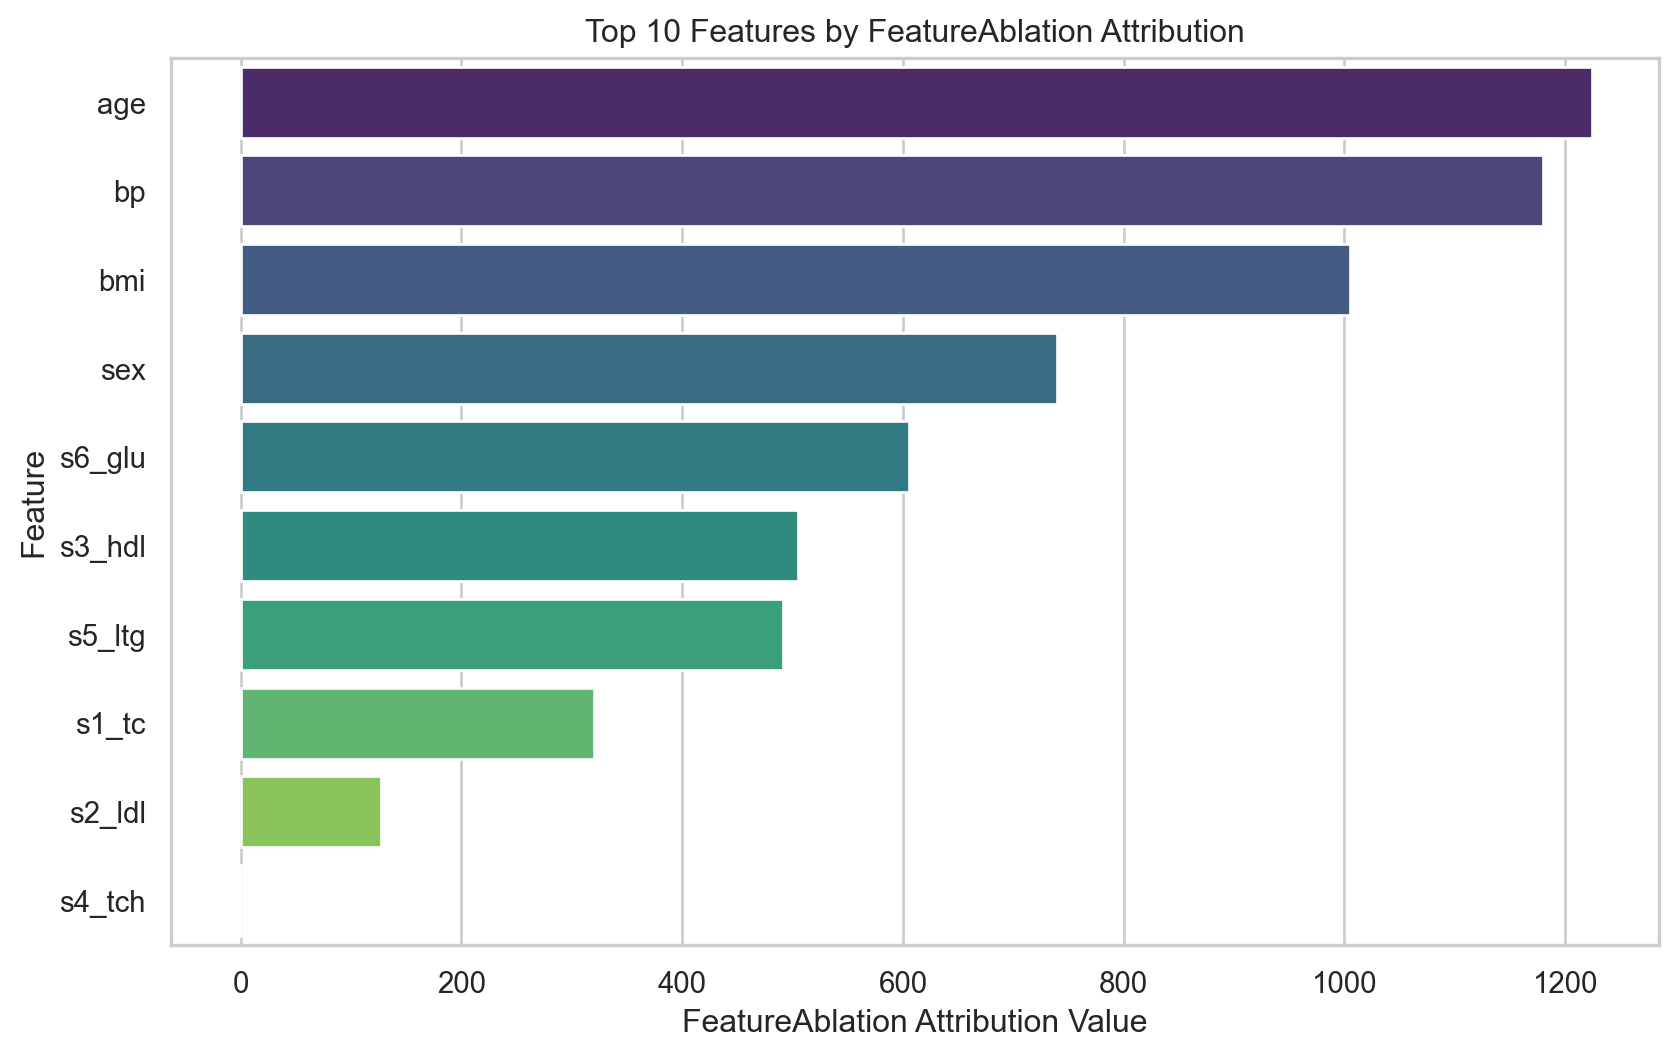 Top 10 Features by FeatureAblation Attribution
Feature
age
bp
bmi
sex
s6_glu
s3_hdl
s5_ltg
s1_tc
s2_ldl
s4_tch
0 200 400 600 800 1000 1200
FeatureAblation Attribution Value